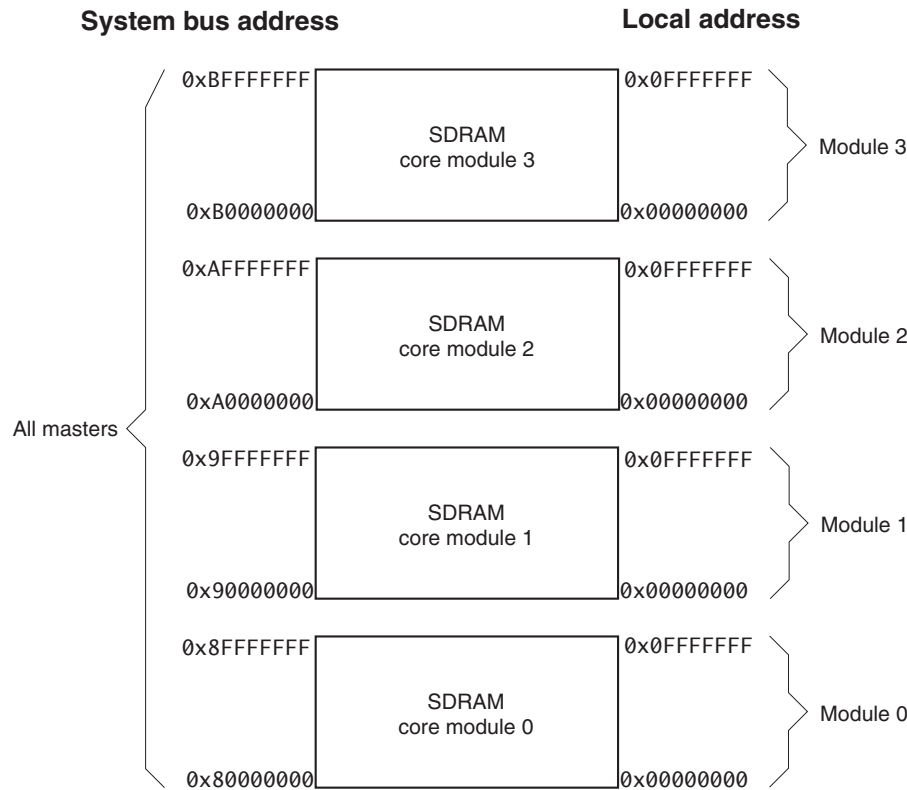 System bus address
Local address
0xBFFFFFFF
0x0FFFFFFF
SDRAM
core module 3
Module 3
0xB0000000
0x00000000
0xAFFFFFFF
0x0FFFFFFF
SDRAM
core module 2
Module 2
0xA0000000
0x00000000
All masters
0x9FFFFFFF
0x0FFFFFFF
SDRAM
core module 1
Module 1
0x90000000
0x00000000
0x8FFFFFFF
0x0FFFFFFF
SDRAM
core module 0
Module 0
0x80000000
0x00000000